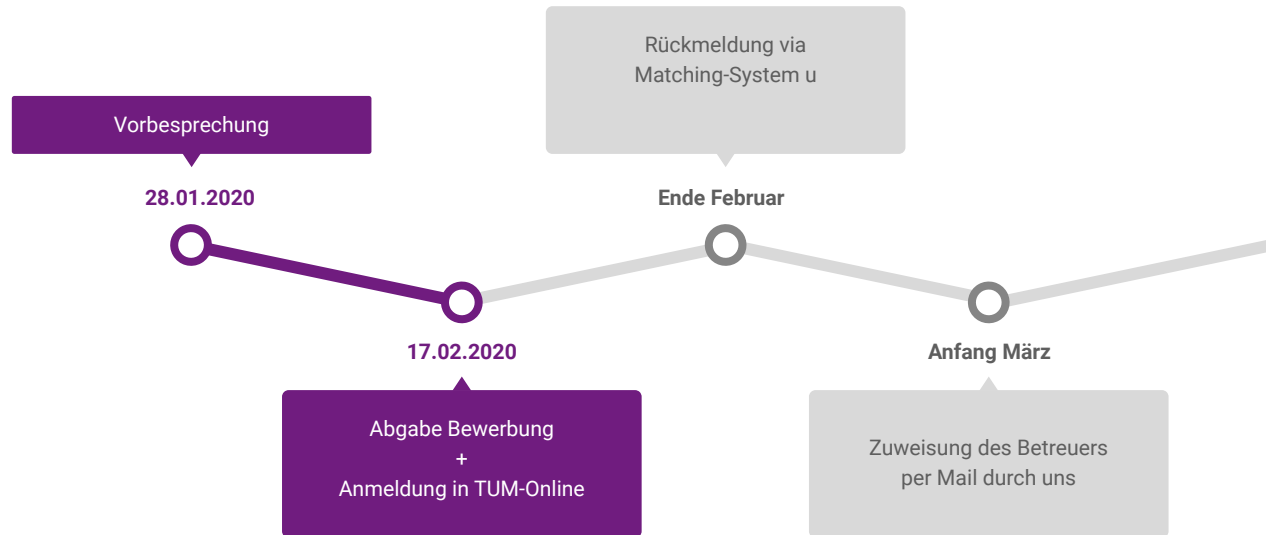 Vorbesprechung
28.01.2020
17.02.2020
Abgabe Bewerbung
+
Anmeldung in TUM-Online
Rückmeldung via
Matching-System u
Ende Februar
Anfang März
Zuweisung des Betreuers
per Mail durch uns